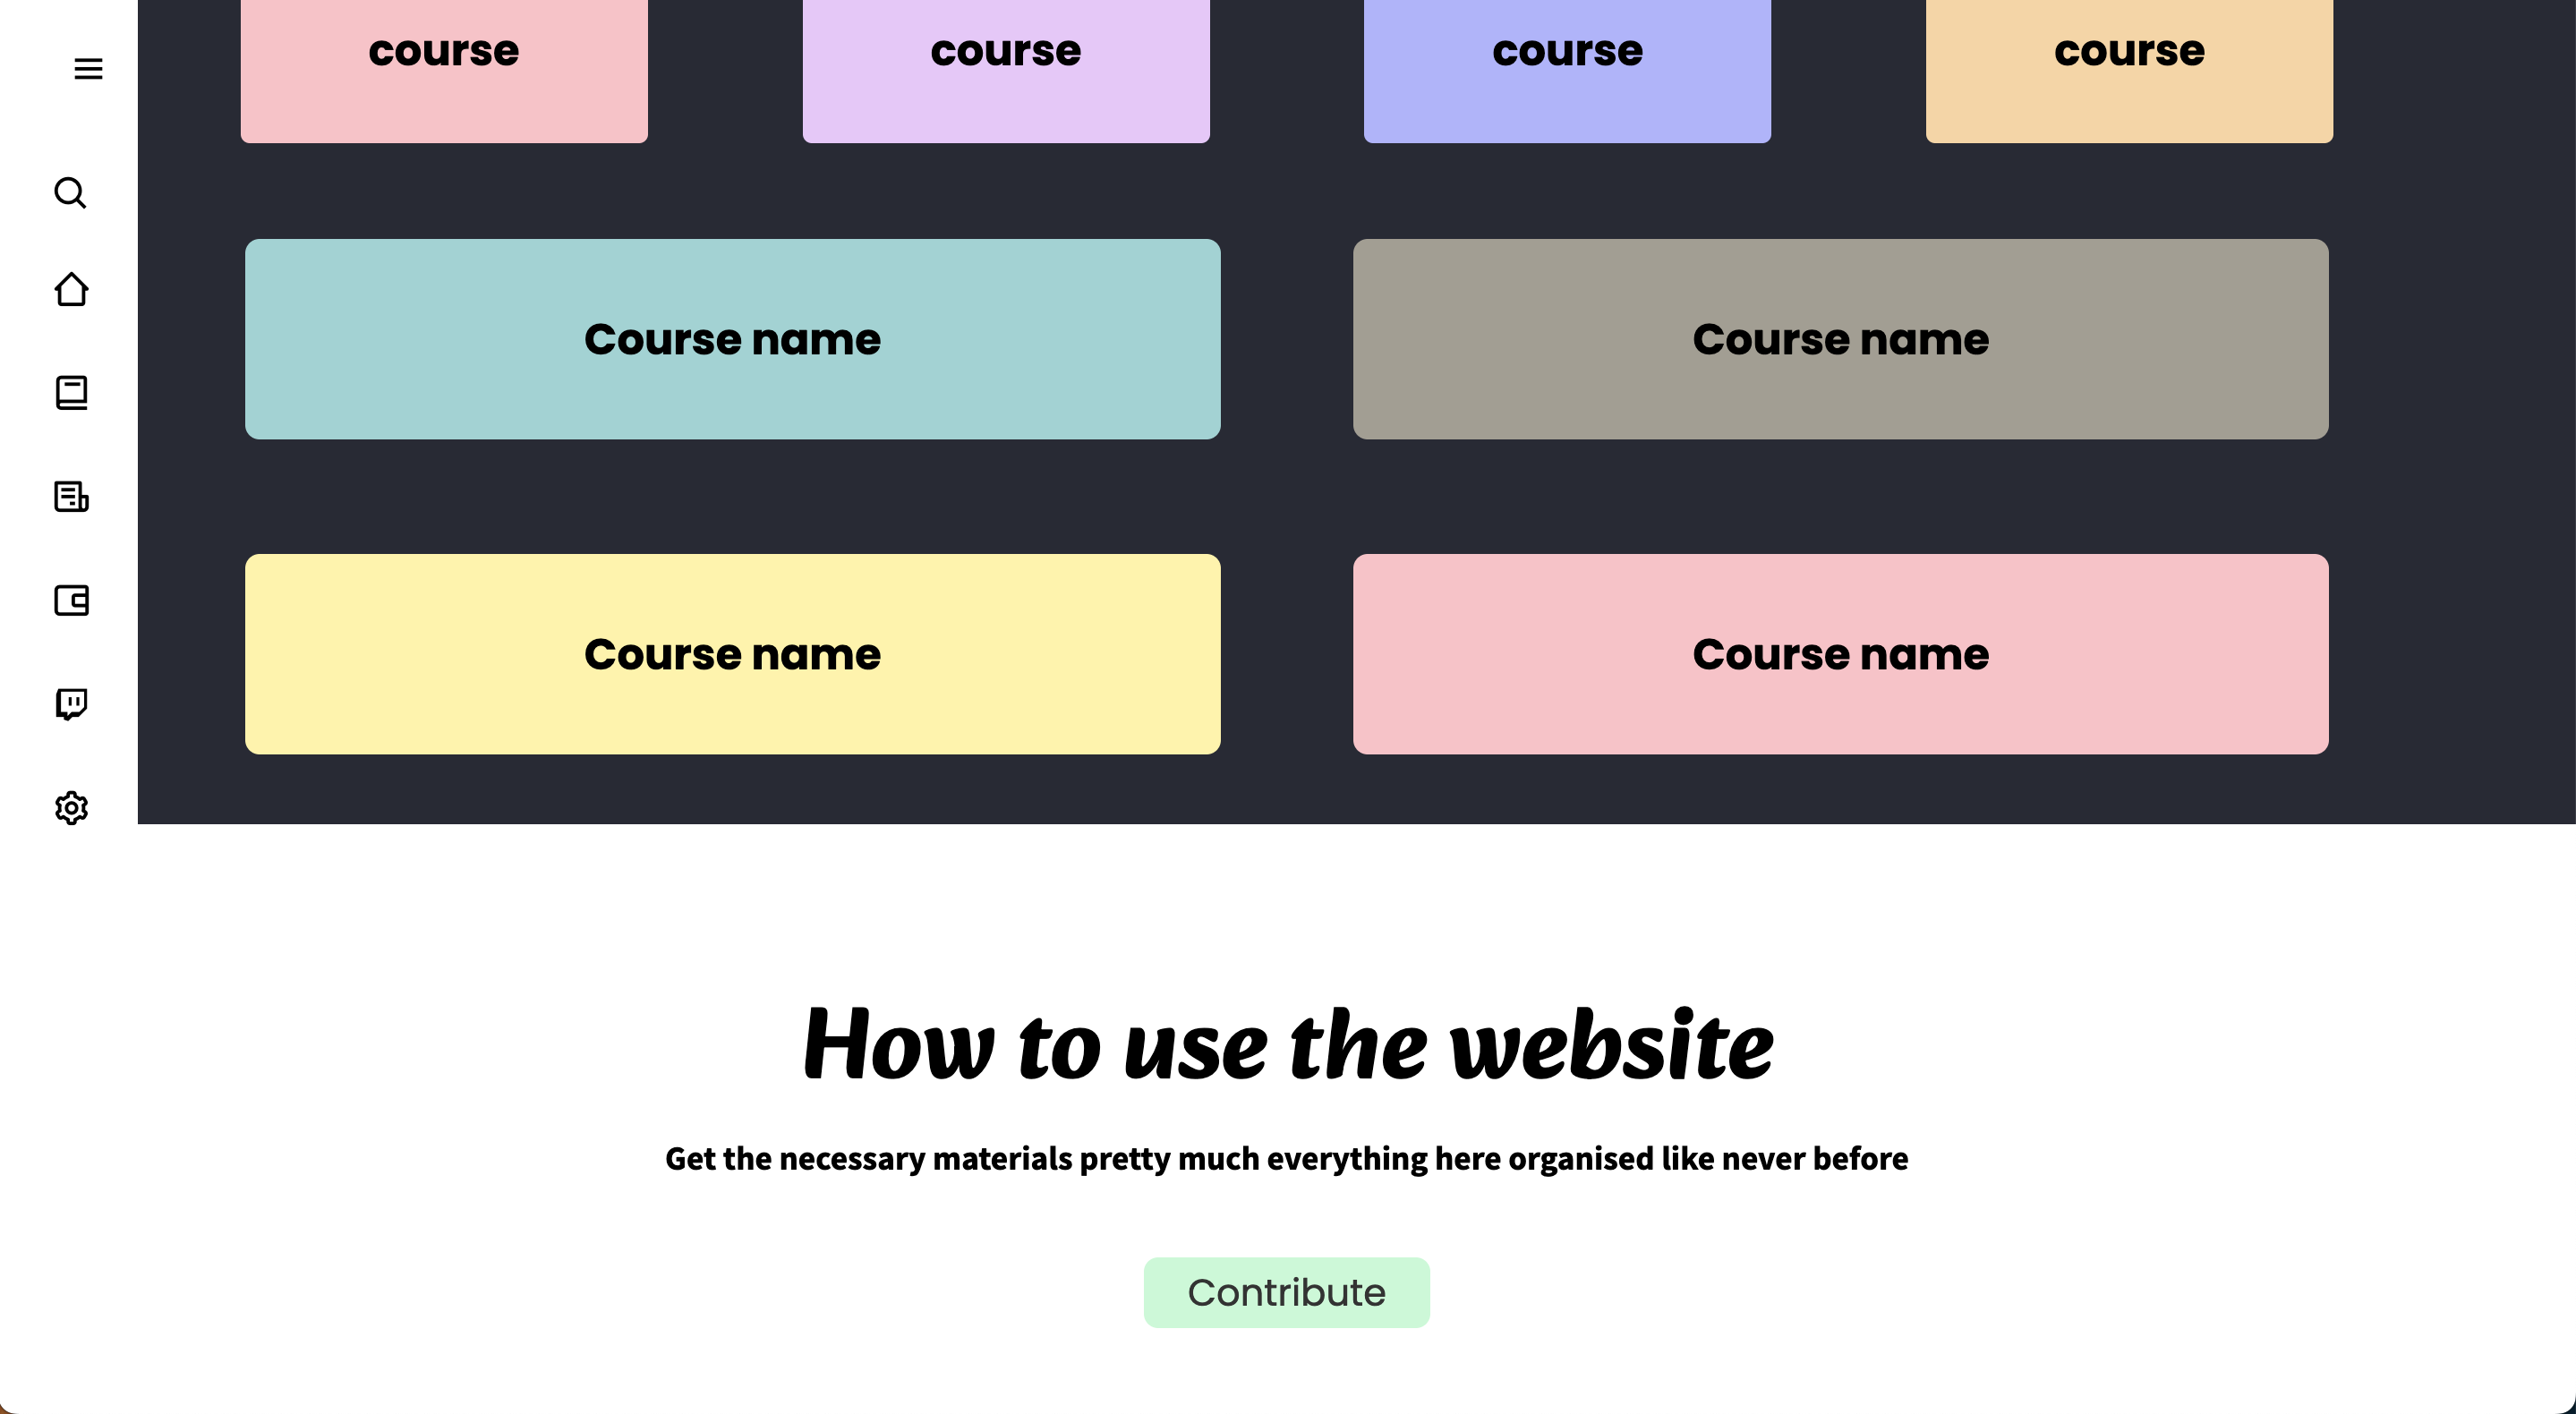 course course course course
Course name Course name
Course name Course name
How to use the website
Get the necessary materials pretty much everything here organised like never before
Contribute